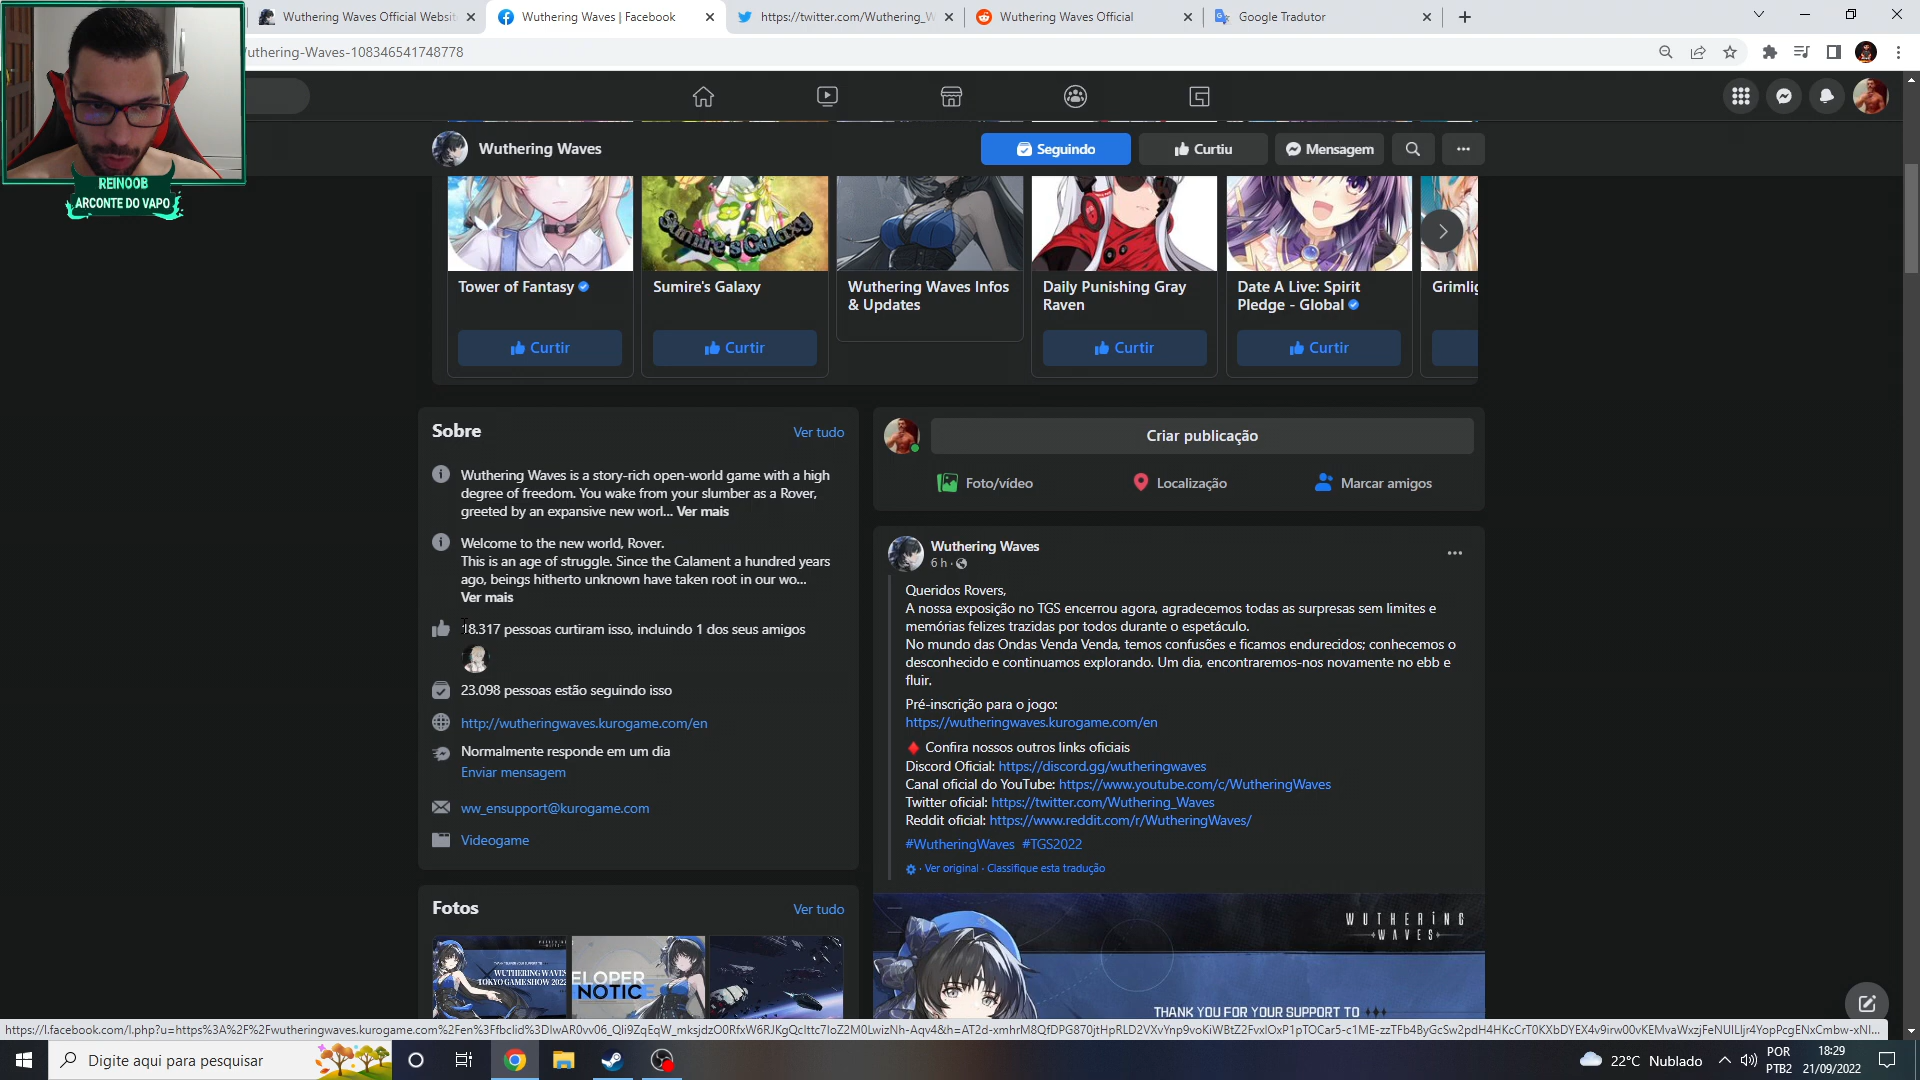 Wuthering Waves Official Websit
Wuthering Waves | Facebook
https://twitter.com/Wuthering_W
Wuthering Waves Official
Google Tradutor
uthering-Waves-108346541748778
REINOOB
ARCONTE DO VAPO
Wuthering Waves
Seguindo
Curtiu
Mensagem
Sumire's Galaxy
Tower of Fantasy
Sumire's Galaxy
Wuthering Waves Infos
& Updates
Daily Punishing Gray
Raven
Date A Live: Spirit
Pledge - Global
Grimlig
Curtir
Curtir
Curtir
Curtir
Sobre
Ver tudo
Wuthering Waves is a story-rich open-world game with a high
degree of freedom. You wake from your slumber as a Rover,
greeted by an expansive new worl... Ver mais
Welcome to the new world, Rover.
This is an age of struggle. Since the Calament a hundred years
ago, beings hitherto unknown have taken root in our wo...
Ver mais
18.317 pessoas curtiram isso, incluindo 1 dos seus amigos
23.098 pessoas estão seguindo isso
http://wutheringwaves.kurogame.com/en
Normalmente responde em um dia
Enviar mensagem
ww_ensupport@kurogame.com
Videogame
Fotos
Ver tudo
WUTHERING WAVES
TOKYO GAME SHOW 2022
ELOPER
NOTICE
Criar publicação
Foto/vídeo
Localização
Marcar amigos
Wuthering Waves
6 h ·
Queridos Rovers,
A nossa exposição no TGS encerrou agora, agradecemos todas as surpresas sem limites e
memórias felizes trazidas por todos durante o espetáculo.
No mundo das Ondas Venda Venda, temos confusões e ficamos endurecidos; conhecemos o
desconhecido e continuamos explorando. Um dia, encontraremos-nos novamente no ebb e
fluir.
Pré-inscrição para o jogo:
https://wutheringwaves.kurogame.com/en
Confira nossos outros links oficiais
Discord Oficial: https://discord.gg/wutheringwaves
Canal oficial do YouTube: https://www.youtube.com/c/WutheringWaves
Twitter oficial: https://twitter.com/Wuthering_Waves
Reddit oficial: https://www.reddit.com/r/WutheringWaves/
#WutheringWaves #TGS2022
· Ver original · Classifique esta tradução
WUTHERING
WAVES
THANK YOU FOR YOUR SUPPORT TO
Digite aqui para pesquisar
22°C Nublado
POR
PTB2
18:29
21/09/2022